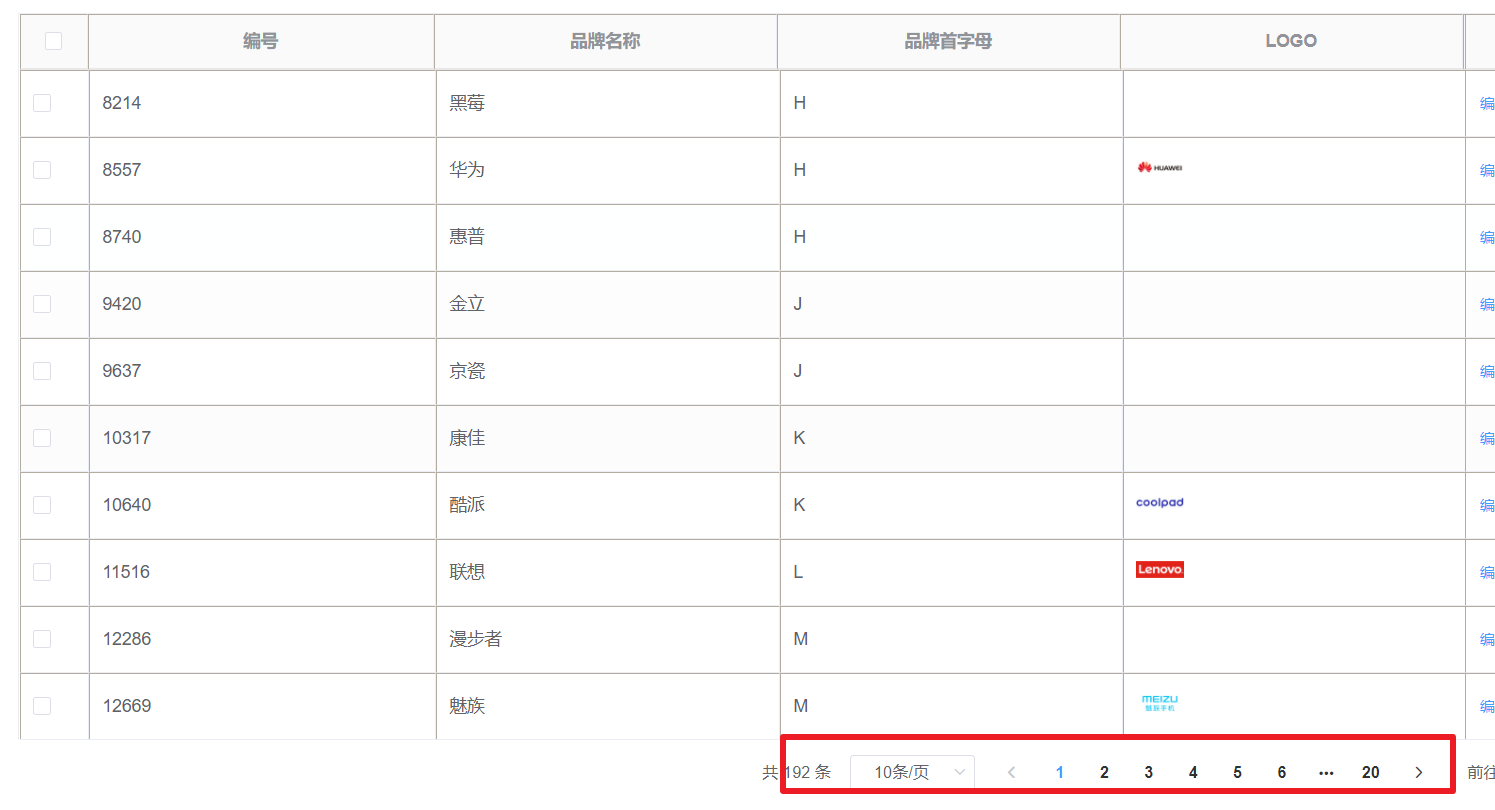 编号 品牌名称 品牌首字母 LOGO
8214 黑莓 H 编
8557 华为 H HUAWEI 编
8740 惠普 H 编
9420 金立 J 编
9637 京瓷 J 编
10317 康佳 K 编
10640 酷派 K coolpad 编
11516 联想 L Lenovo 编
12286 漫步者 M 编
12669 魅族 M MEIZU 魅族手机 编
共 192 条 10条/页 1 2 3 4 5 6 ... 20 前往